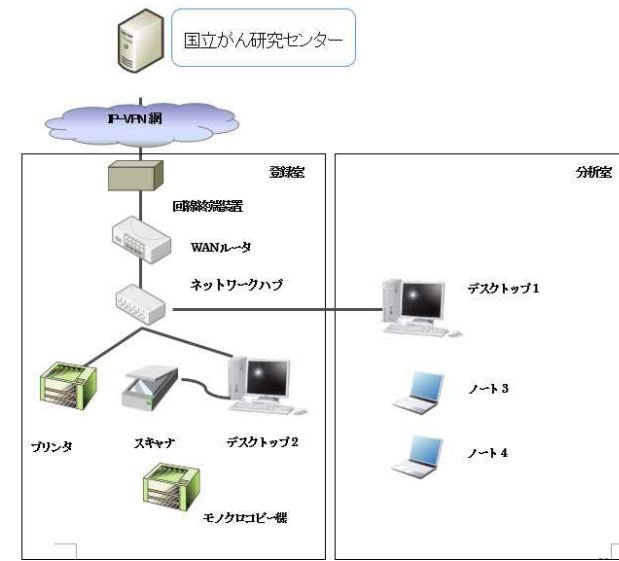 国立がん研究センター
IP-VPN網
登録室
分析室
回線終端装置
WANルータ
ネットワークハブ
デスクトップ1
ノート3
プリンタ
スキャナ
デスクトップ2
ノート4
モノクロコピー機